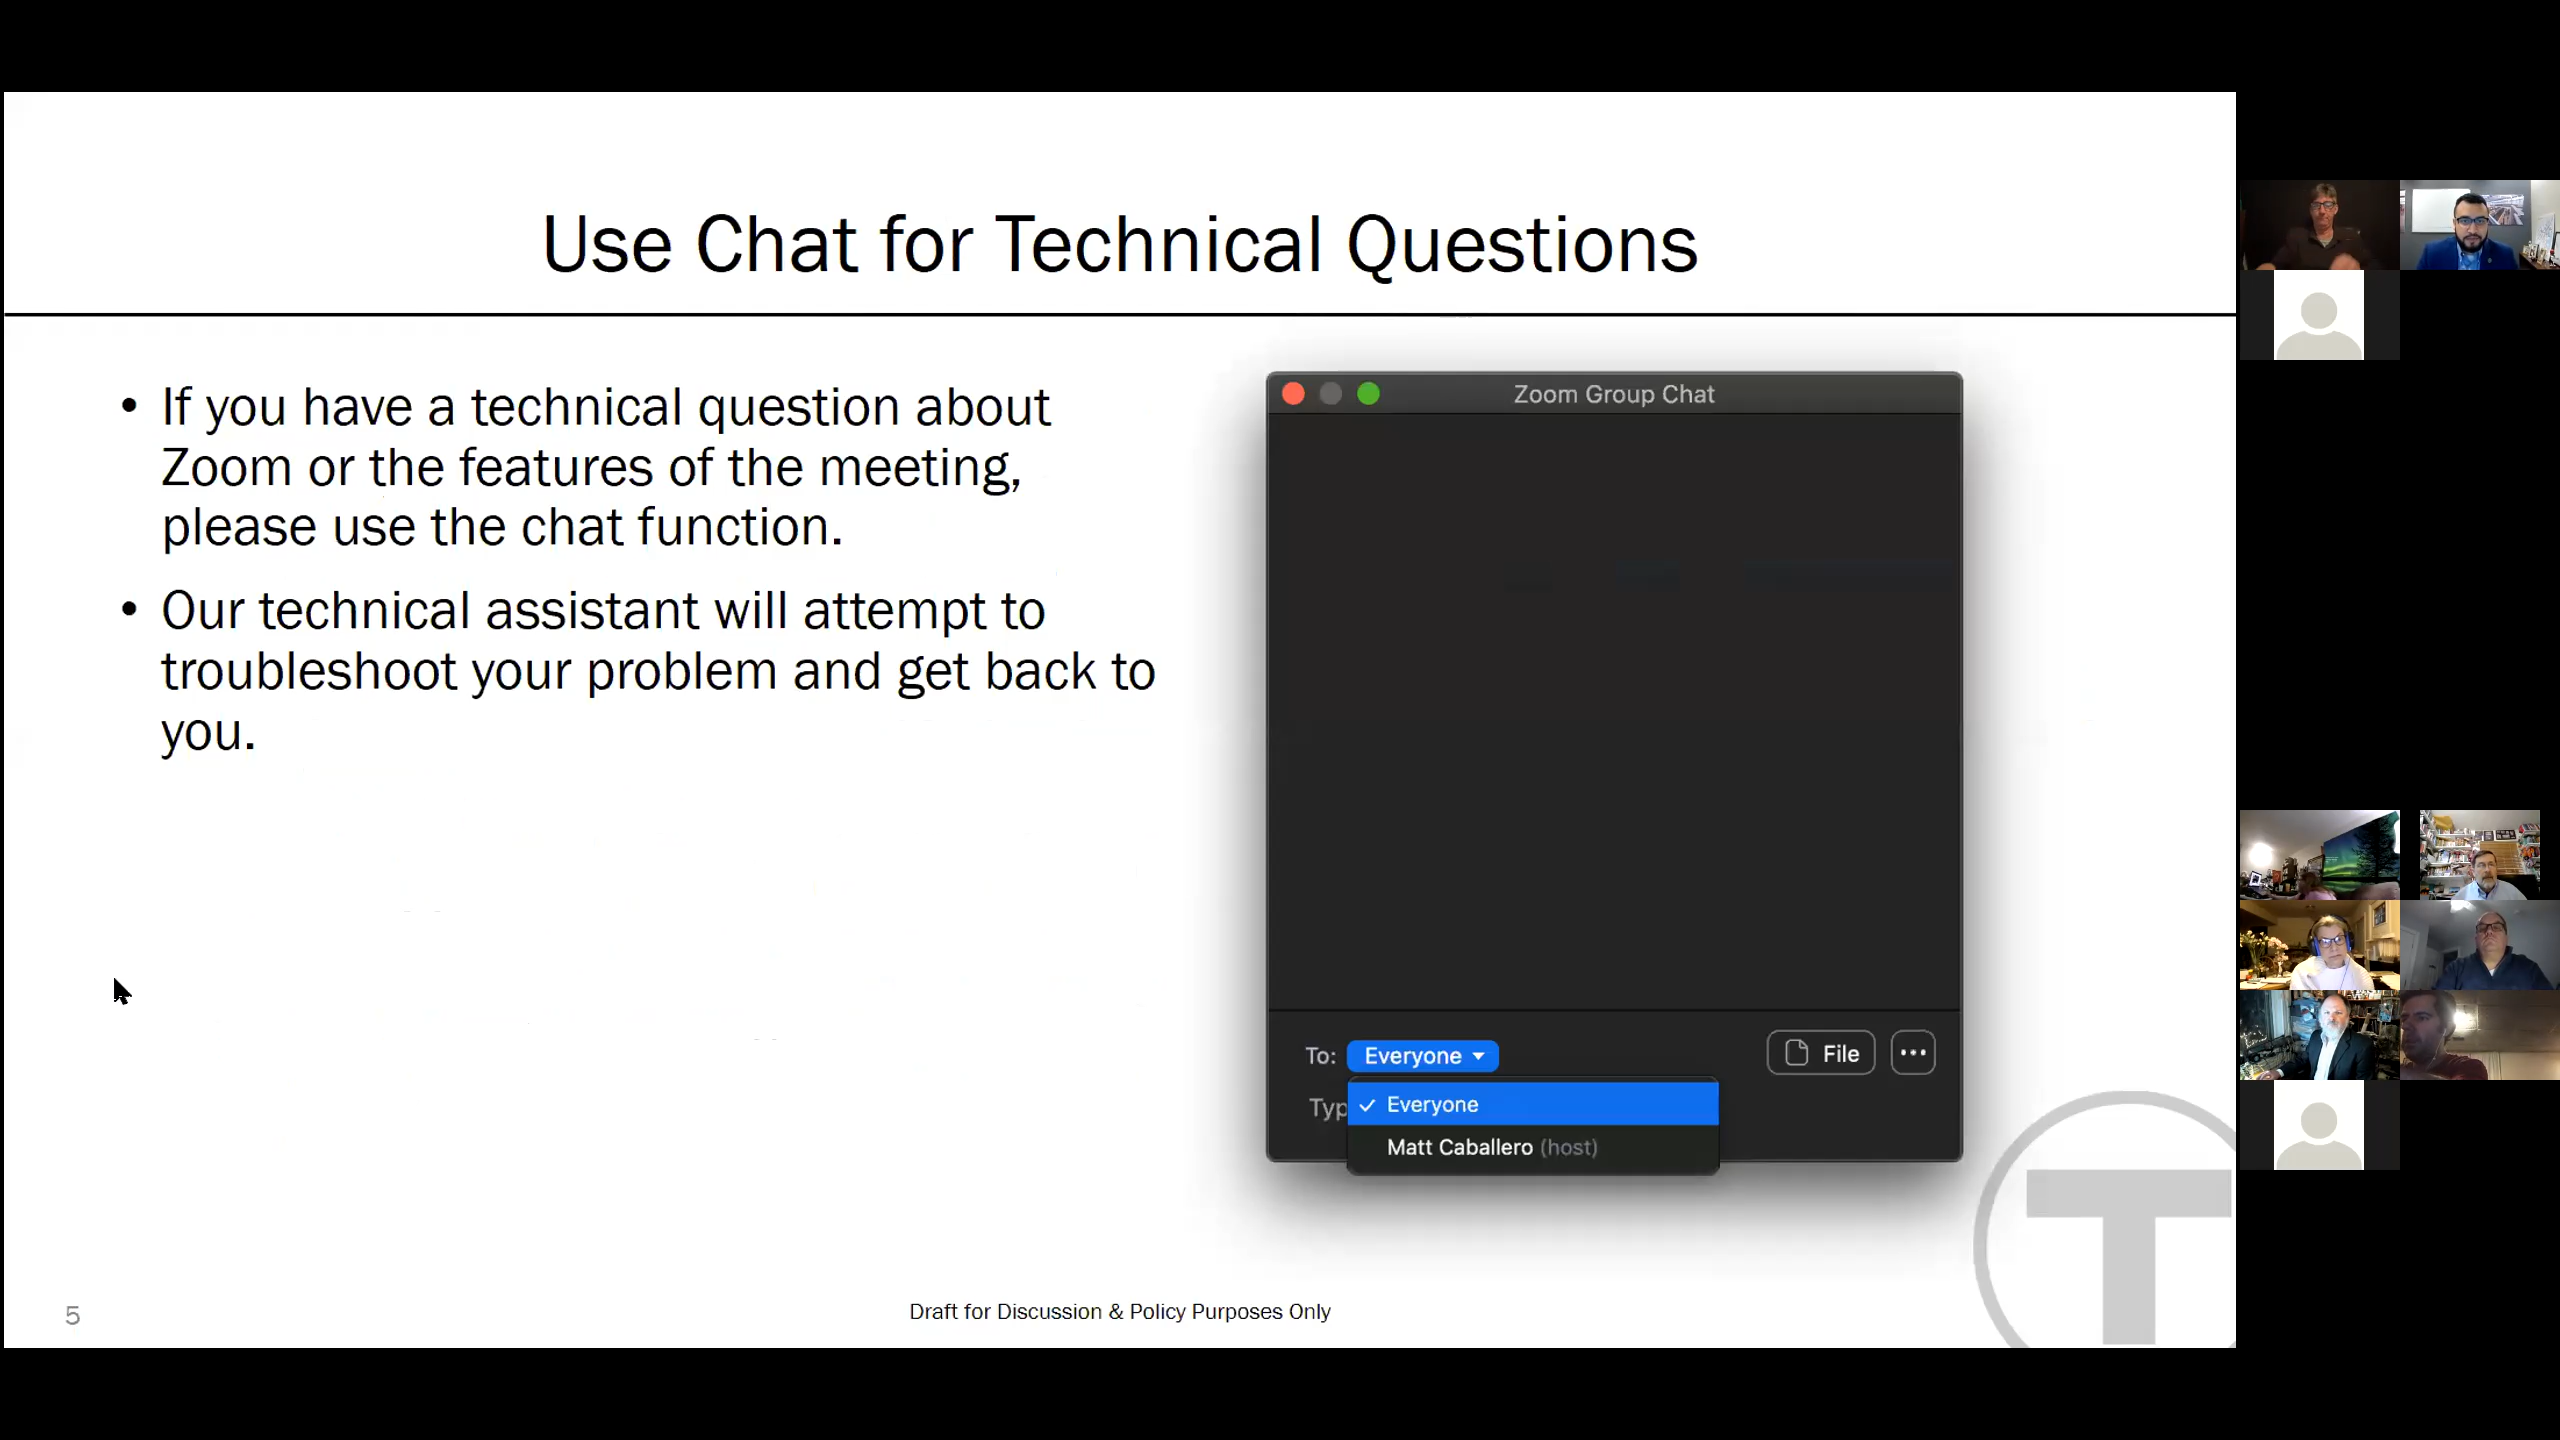 Use Chat for Technical Questions
• If you have a technical question about
Zoom or the features of the meeting,
please use the chat function.
• Our technical assistant will attempt to
troubleshoot your problem and get back to
you.
Zoom Group Chat
To: Everyone
File
Typ
Everyone
Matt Caballero (host)
5
Draft for Discussion & Policy Purposes Only
T